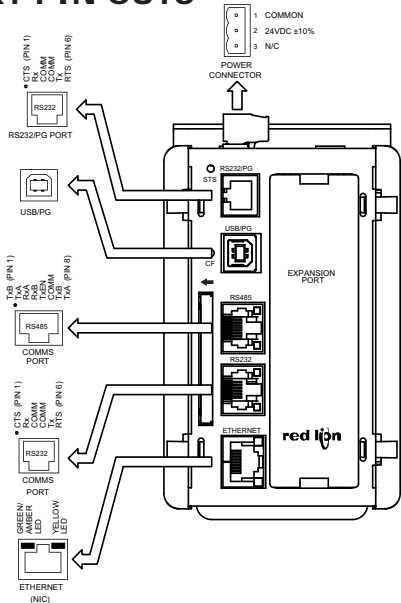 1 COMMON
2 24VDC ±10%
3 N/C
POWER
CONNECTOR
CTS (PIN 1)
Rx
COMM
COMM
Tx
RTS (PIN 6)
RS232
RS232/PG PORT
USB/PG
TxB (PIN 1)
TxA
RxA
RxB
TxEN
COMM
TxB
TxA (PIN 8)
RS485
COMMS
PORT
CTS (PIN 1)
Rx
COMM
COMM
Tx
RTS (PIN 6)
RS232
COMMS
PORT
GREEN/
AMBER
LED
YELLOW
LED
ETHERNET
(NIC)
RS232/PG
STS
USB/PG
CF
RS485
RS232
ETHERNET
EXPANSION
PORT
red lion